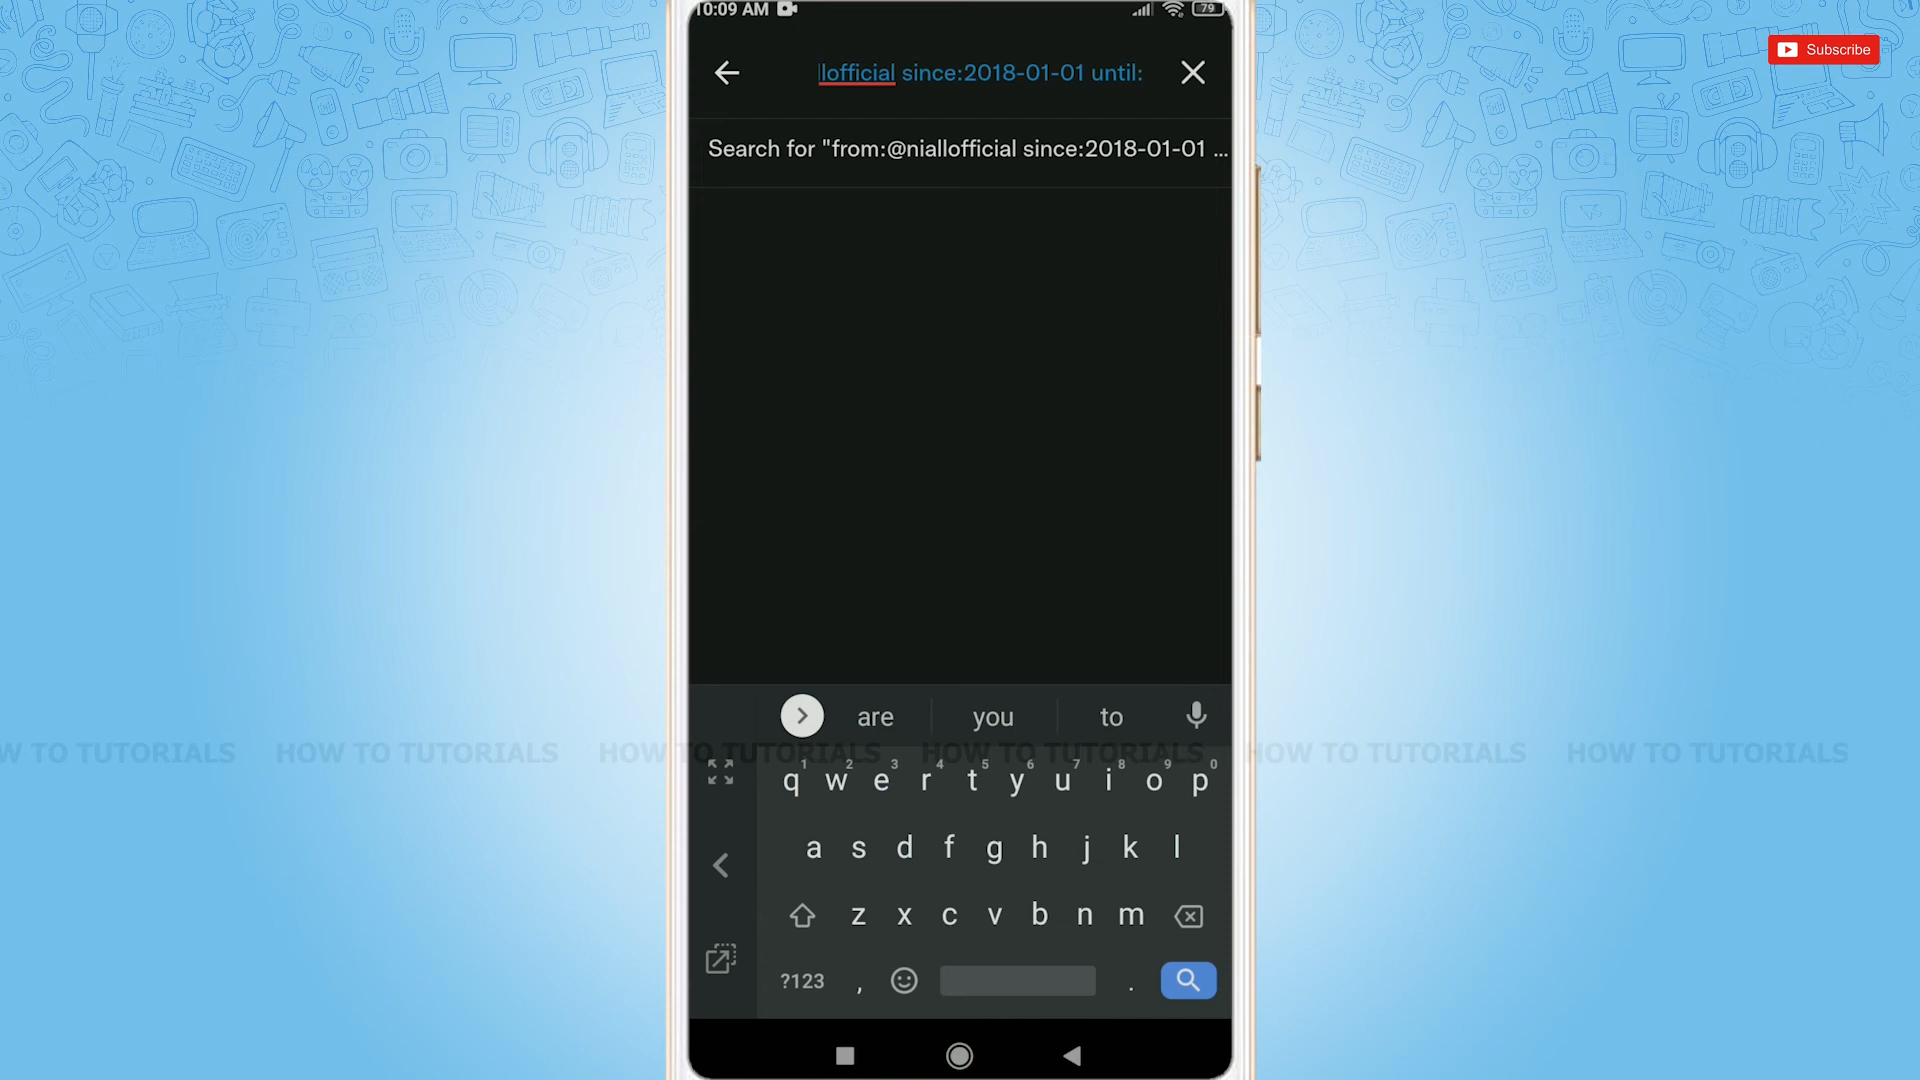 10:09 AM
79
Subscribe
lofficial since:2018-01-01 until:
Search for "from:@niallofficial since:2018-01-01 ...
are you to
W TO TUTORIALS HOW TO TUTORIALS HOW TO TUTORIALS HOW TO TUTORIALS HOW TO TUTORIALS HOW TO TUTORIALS
1 2 3 4 5 6 7 8 9 0
q w e r t y u i o p
a s d f g h j k l
z x c v b n m
?123 , .